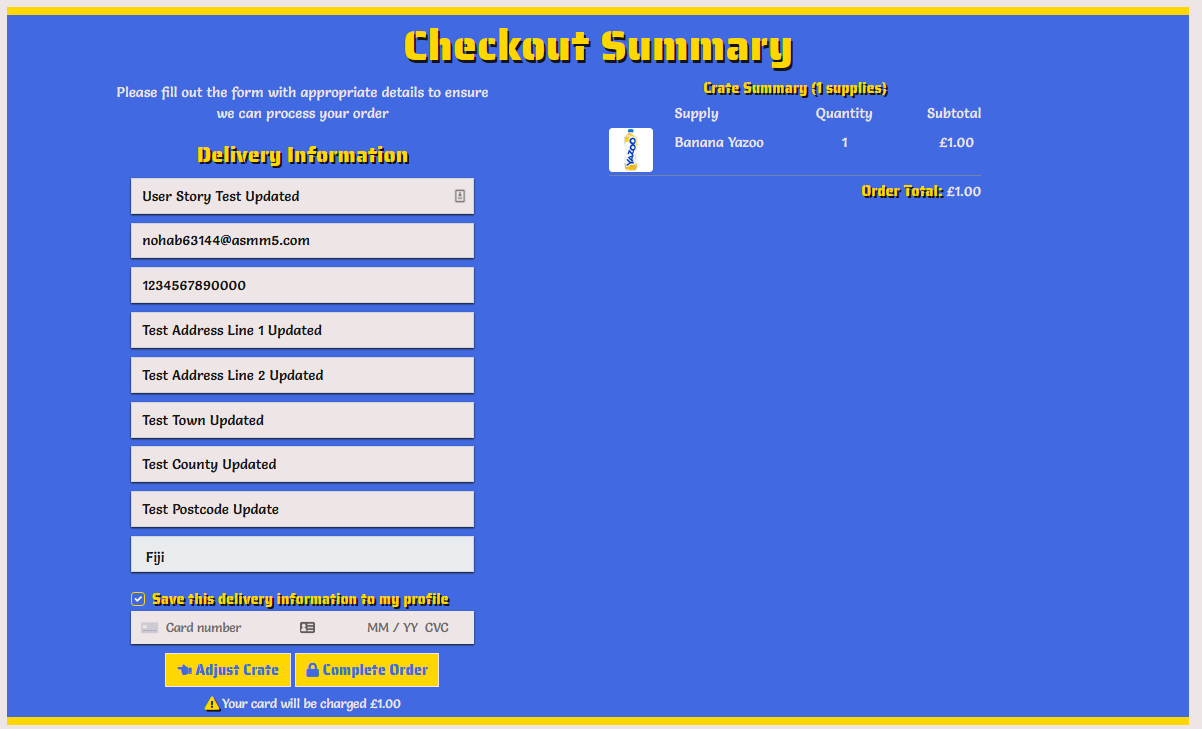 Checkout Summary
Please fill out the form with appropriate details to ensure
we can process your order
Delivery Information
User Story Test Updated
nohab63144@asmm5.com
1234567890000
Test Address Line 1 Updated
Test Address Line 2 Updated
Test Town Updated
Test County Updated
Test Postcode Update
Fiji
Save this delivery information to my profile
Card number MM / YY CVC
Adjust Crate Complete Order
Your card will be charged £1.00
Crate Summary (1 supplies)
Supply Quantity Subtotal
YAZOO
Banana Yazoo 1 £1.00
Order Total: £1.00